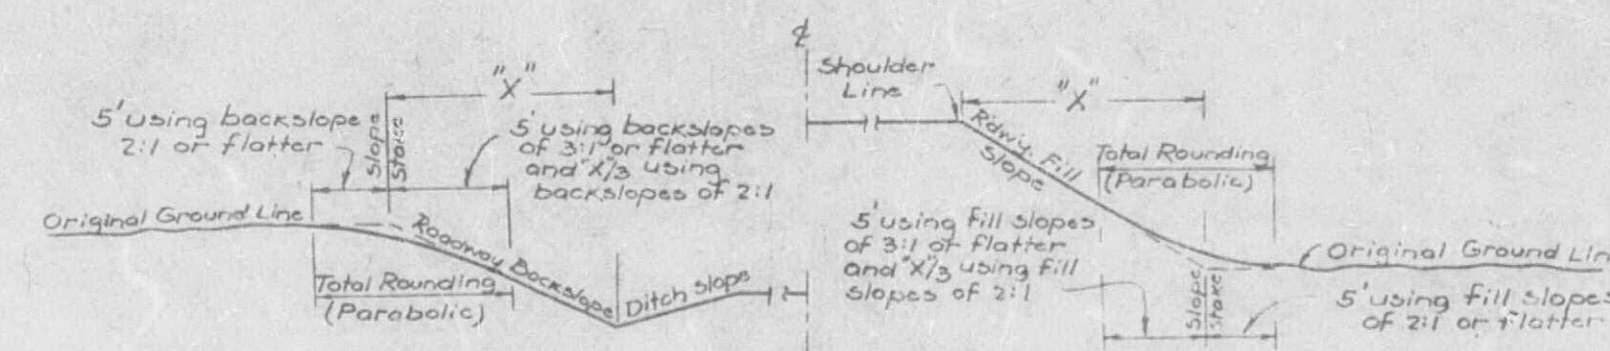 "X"
5' using backslope
2:1 or flatter
Slope
Stake
5' using backslopes
of 3:1 or flatter
and "X"/3 using
backslopes of 2:1
Original Ground Line
Roadway Backslope
Total Rounding
(Parabolic)
Ditch Slope
℄
Shoulder
Line
"X"
R'dwy. Fill
Slope
Total Rounding
(Parabolic)
5' using fill slopes
of 3:1 or flatter
and "X"/3 using fill
slopes of 2:1
Original Ground Lin
Slope
Stake
5' using fill slopes
of 2:1 or flatter